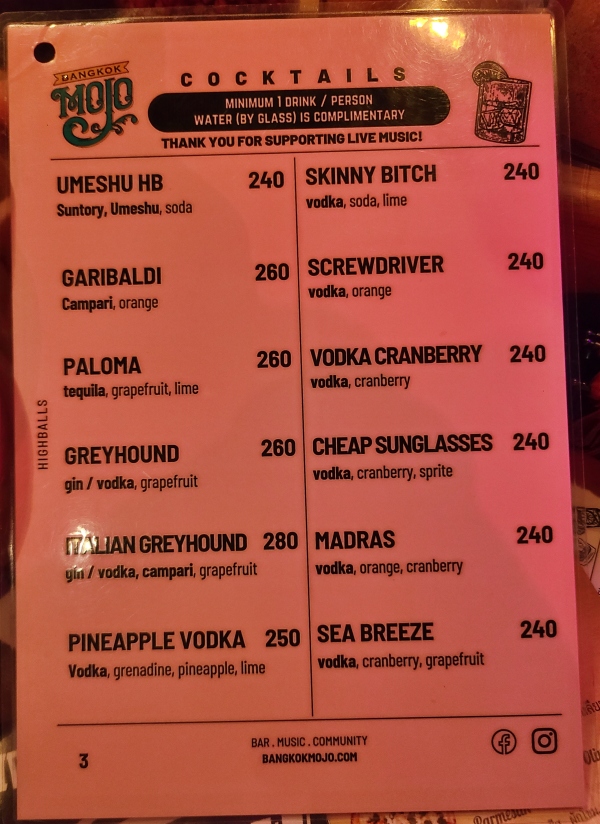 BANGKOK
MOJO
COCKTAILS
MINIMUM 1 DRINK / PERSON
WATER (BY GLASS) IS COMPLIMENTARY
THANK YOU FOR SUPPORTING LIVE MUSIC!
HIGHBALLS
UMESHU HB 240
Suntory, Umeshu, soda
GARIBALDI 260
Campari, orange
PALOMA 260
tequila, grapefruit, lime
GREYHOUND 260
gin / vodka, grapefruit
ITALIAN GREYHOUND 280
gin / vodka, campari, grapefruit
PINEAPPLE VODKA 250
Vodka, grenadine, pineapple, lime
SKINNY BITCH 240
vodka, soda, lime
SCREWDRIVER 240
vodka, orange
VODKA CRANBERRY 240
vodka, cranberry
CHEAP SUNGLASSES 240
vodka, cranberry, sprite
MADRAS 240
vodka, orange, cranberry
SEA BREEZE 240
vodka, cranberry, grapefruit
3
BAR . MUSIC . COMMUNITY
BANGKOKMOJO.COM
Parmesan